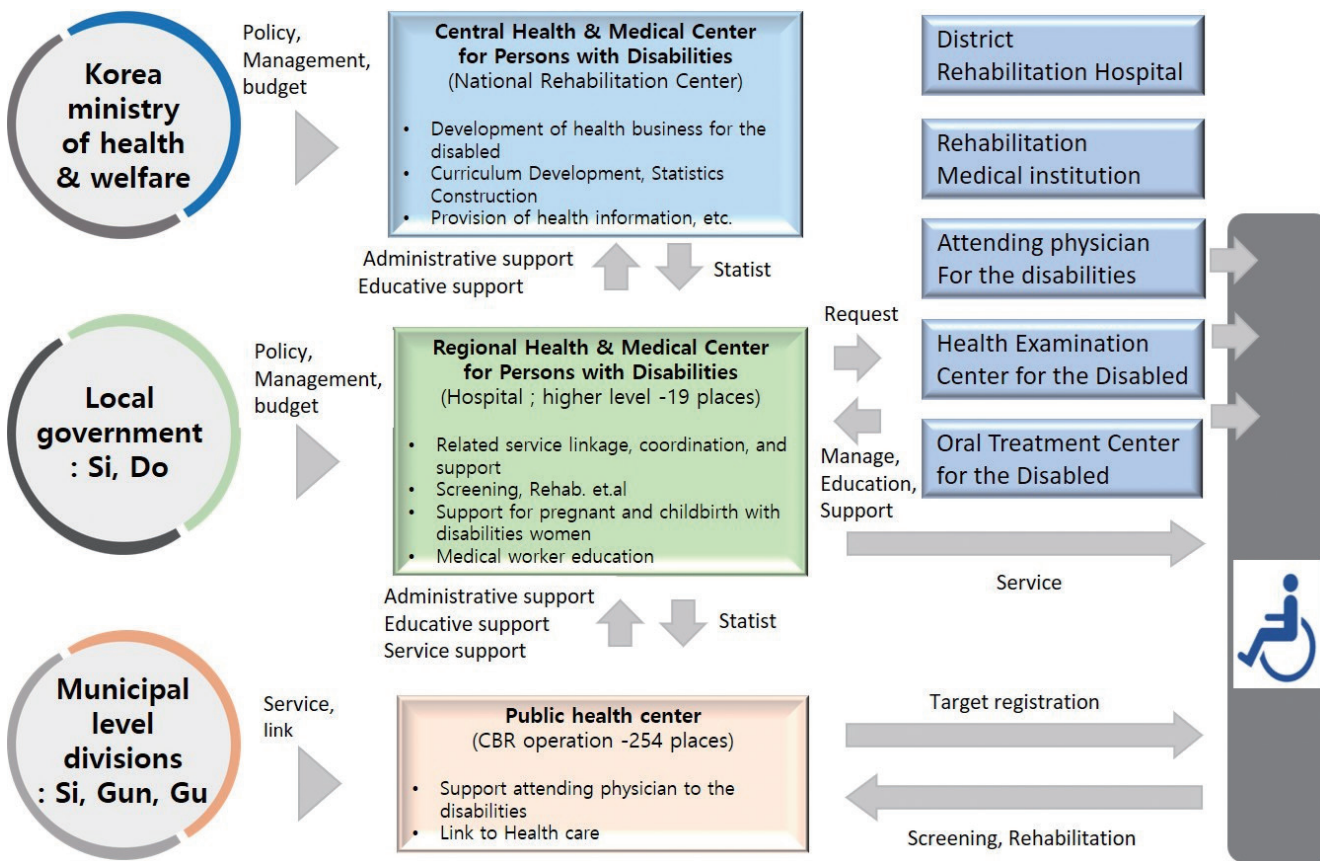 Korea
ministry
of health
& welfare
Policy,
Management,
budget
Central Health & Medical Center
for Persons with Disabilities
(National Rehabilitation Center)
• Development of health business for the
disabled
• Curriculum Development, Statistics
Construction
• Provision of health information, etc.
Administrative support
Educative support
Statist
Local
government
: Si, Do
Policy,
Management,
budget
Regional Health & Medical Center
for Persons with Disabilities
(Hospital ; higher level -19 places)
• Related service linkage, coordination, and
support
• Screening, Rehab. et.al
• Support for pregnant and childbirth with
disabilities women
• Medical worker education
Administrative support
Educative support
Service support
Statist
Municipal
level
divisions
: Si, Gun, Gu
Service,
link
Public health center
(CBR operation -254 places)
• Support attending physician to the
disabilities
• Link to Health care
District
Rehabilitation Hospital
Rehabilitation
Medical institution
Attending physician
For the disabilities
Health Examination
Center for the Disabled
Oral Treatment Center
for the Disabled
Request
Manage,
Education,
Support
Service
Target registration
Screening, Rehabilitation